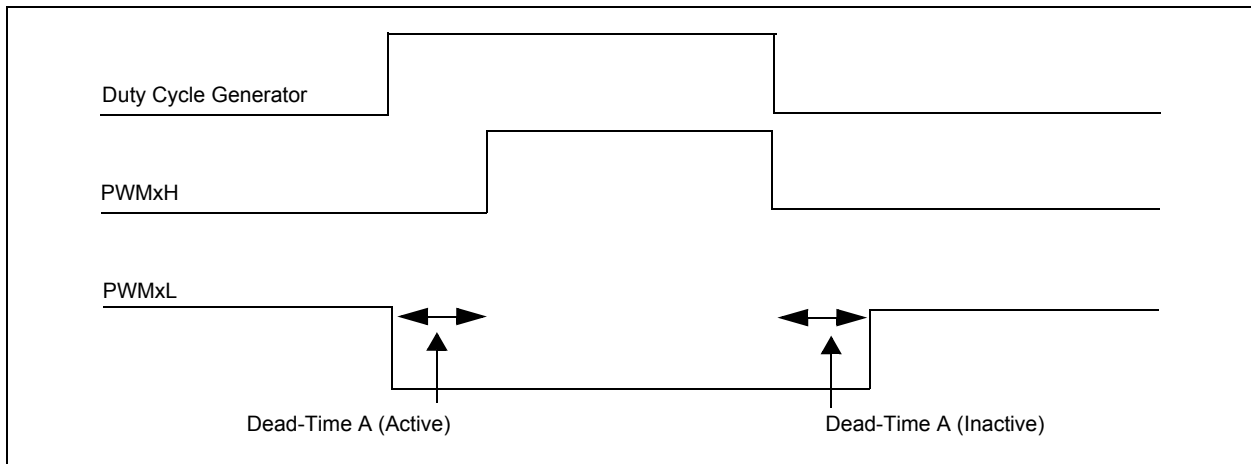 Duty Cycle Generator
PWMxH
PWMxL
Dead-Time A (Active)
Dead-Time A (Inactive)